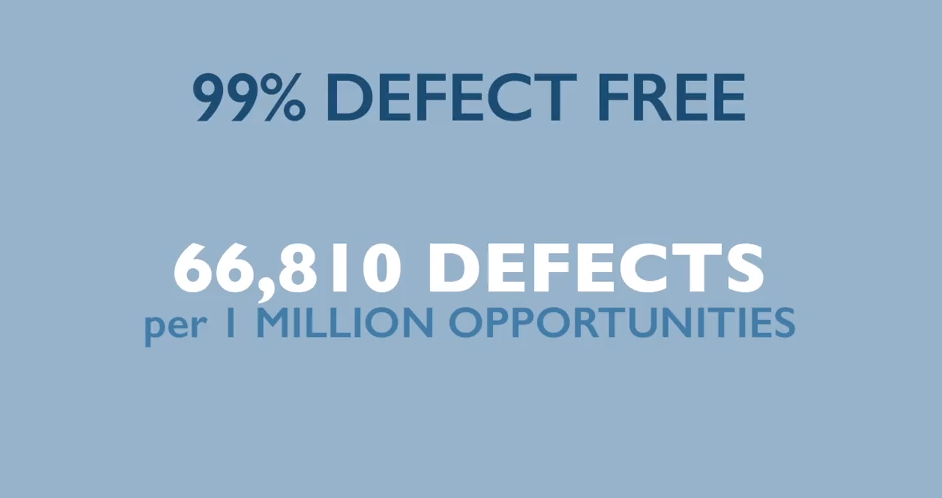 99% DEFECT FREE
66,810 DEFECTS
per 1 MILLION OPPORTUNITIES